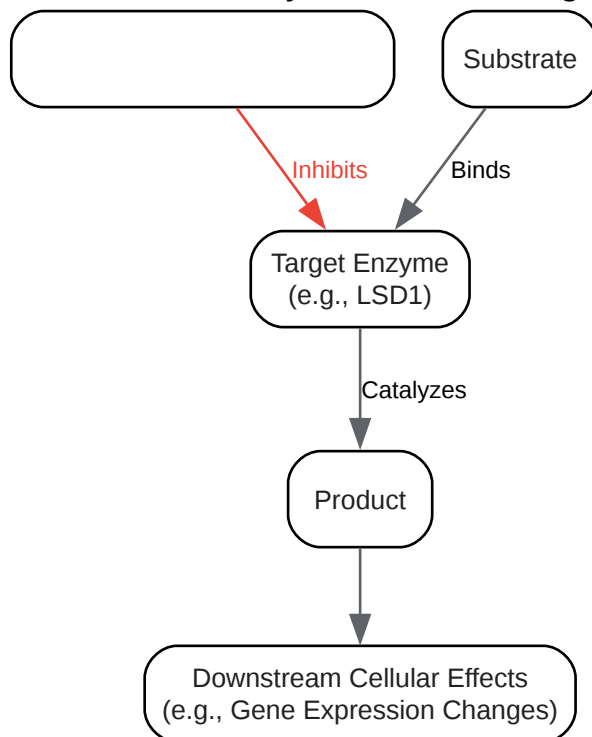 Substrate
Inhibits
Binds
Target Enzyme
(e.g., LSD1)
Catalyzes
Product
Downstream Cellular Effects
(e.g., Gene Expression Changes)